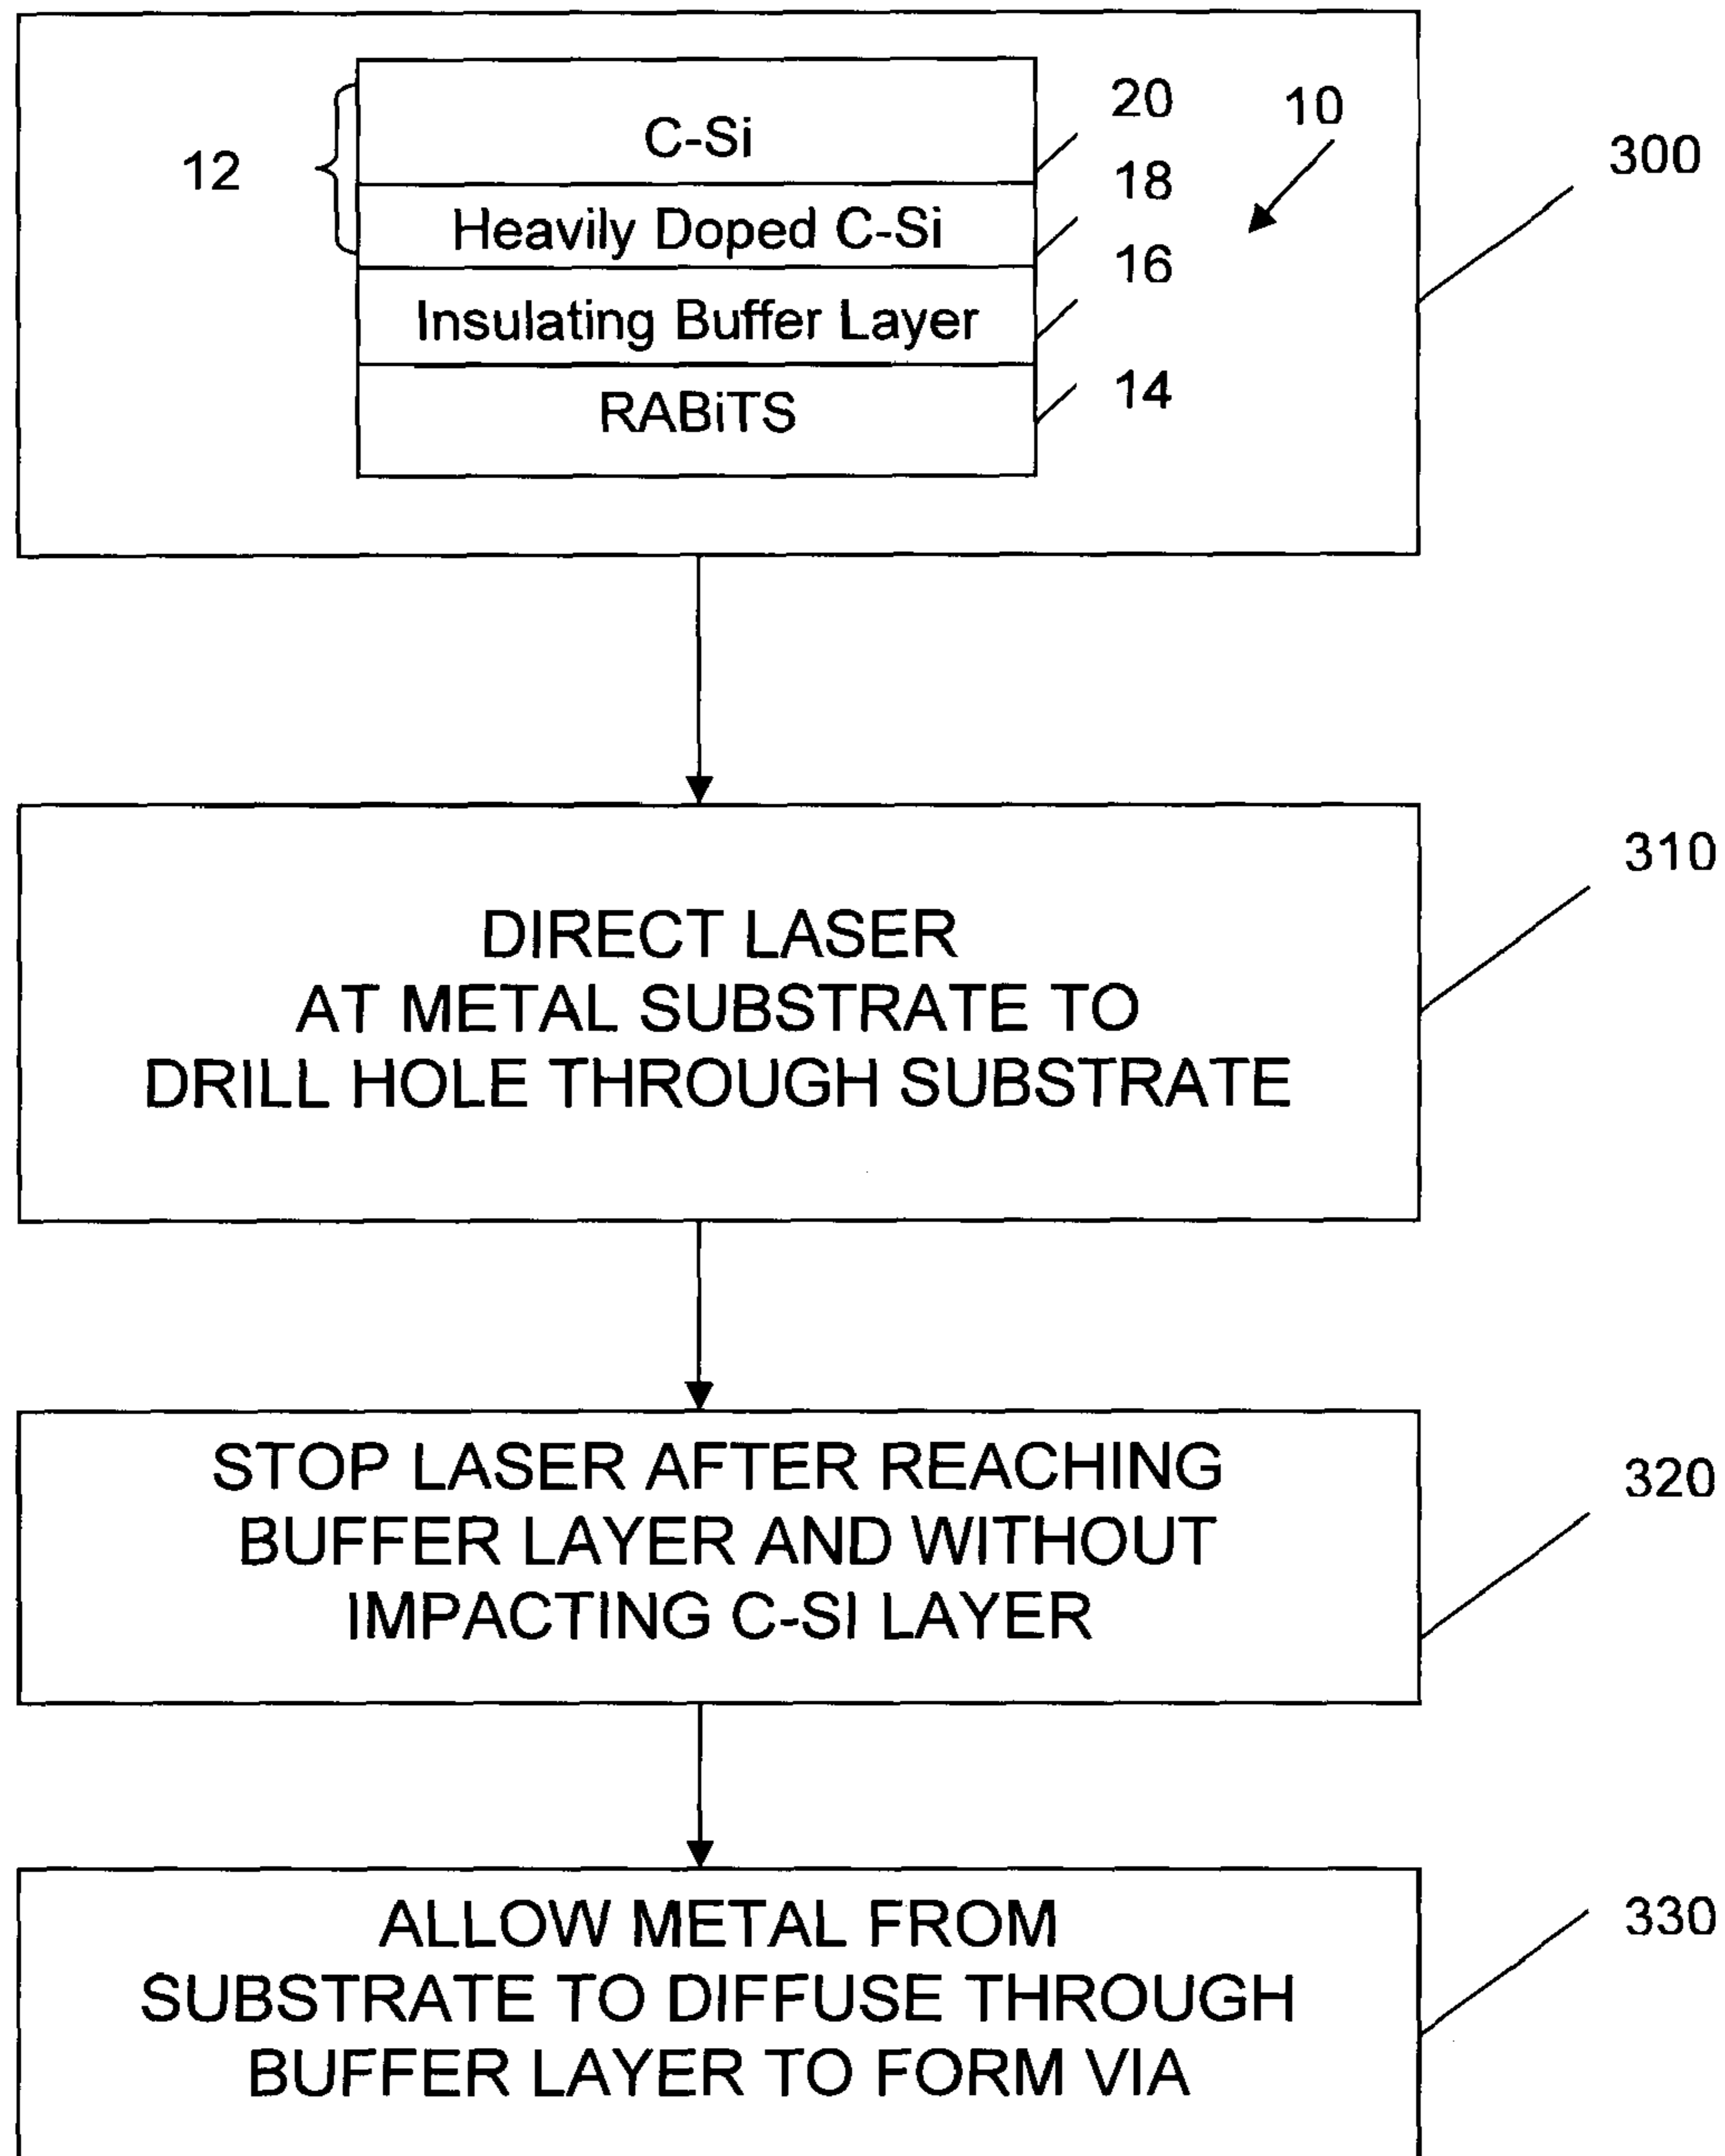 20
10
C-Si
12
18
300
Heavily Doped C-Si
16
Insulating Buffer Layer
14
RABiTS
310
DIRECT LASER
AT METAL SUBSTRATE TO
DRILL HOLE THROUGH SUBSTRATE
320
STOP LASER AFTER REACHING
BUFFER LAYER AND WITHOUT
IMPACTING C-SI LAYER
330
ALLOW METAL FROM
SUBSTRATE TO DIFFUSE THROUGH
BUFFER LAYER TO FORM VIA